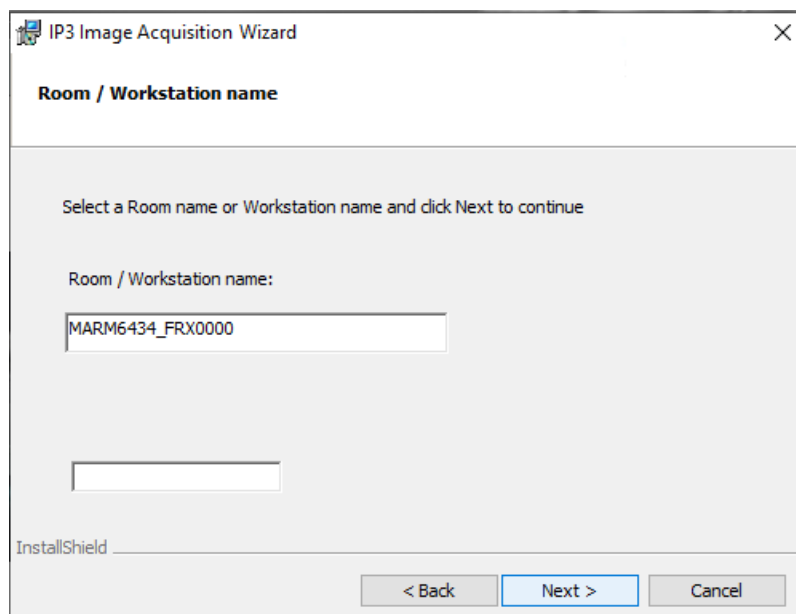 IP3 Image Acquisition Wizard
Room / Workstation name
Select a Room name or Workstation name and click Next to continue
Room / Workstation name:
MARM6434_FRX0000
InstallShield
< Back
Next >
Cancel